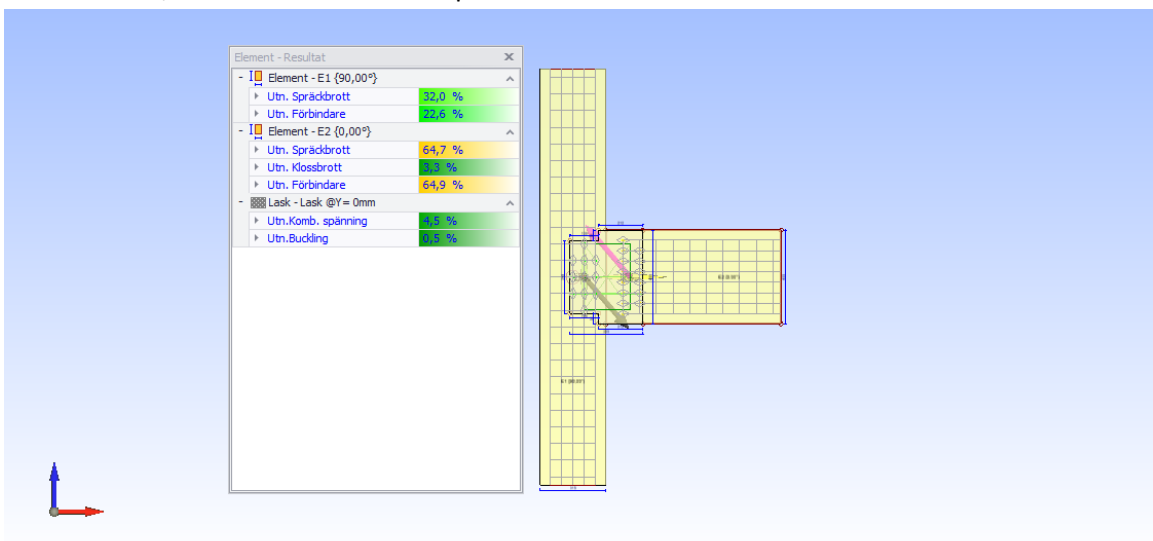 Element - Resultat
Element - E1 {90,00°}
Utn. Spräckbrott 32,0 %
Utn. Förbindare 22,6 %
Element - E2 {0,00°}
Utn. Spräckbrott 64,7 %
Utn. Klossbrott 3,3 %
Utn. Förbindare 64,9 %
Lask - Lask @Y= 0mm
Utn.Komb. spänning 4,5 %
Utn.Buckling 0,5 %